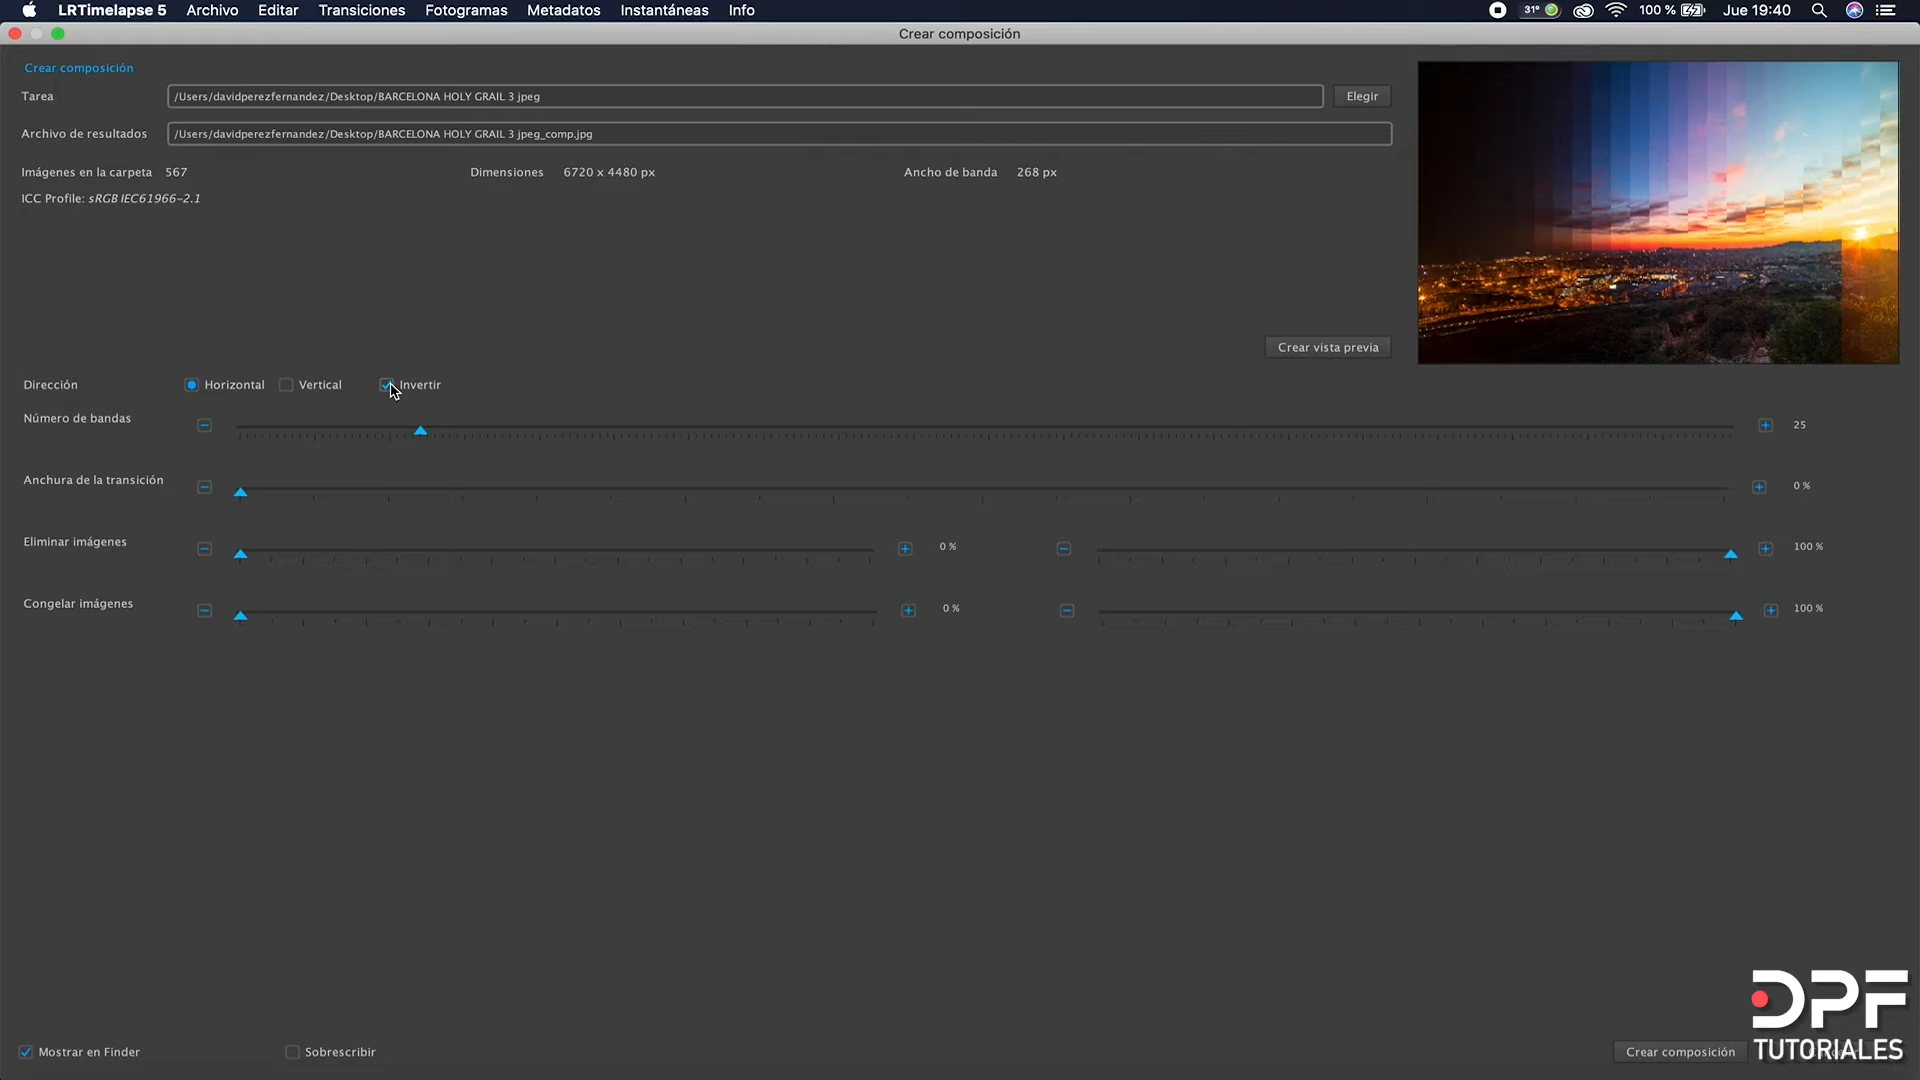 LRTimelapse 5 Archivo Editar Transiciones Fotogramas Metadatos Instantáneas Info 31° 100 % Jue 19:40
Crear composición
Crear composición
Tarea /Users/davidperezfernandez/Desktop/BARCELONA HOLY GRAIL 3 jpeg Elegir
Archivo de resultados /Users/davidperezfernandez/Desktop/BARCELONA HOLY GRAIL 3 jpeg_comp.jpg
Imágenes en la carpeta 567 Dimensiones 6720 x 4480 px Ancho de banda 268 px
ICC Profile: sRGB IEC61966-2.1
Crear vista previa
Dirección Horizontal Vertical Invertir
Número de bandas 25
Anchura de la transición 0 %
Eliminar imágenes 0 % 100 %
Congelar imágenes 0 % 100 %
Mostrar en Finder Sobrescribir Crear composición
DPF
TUTORIALES